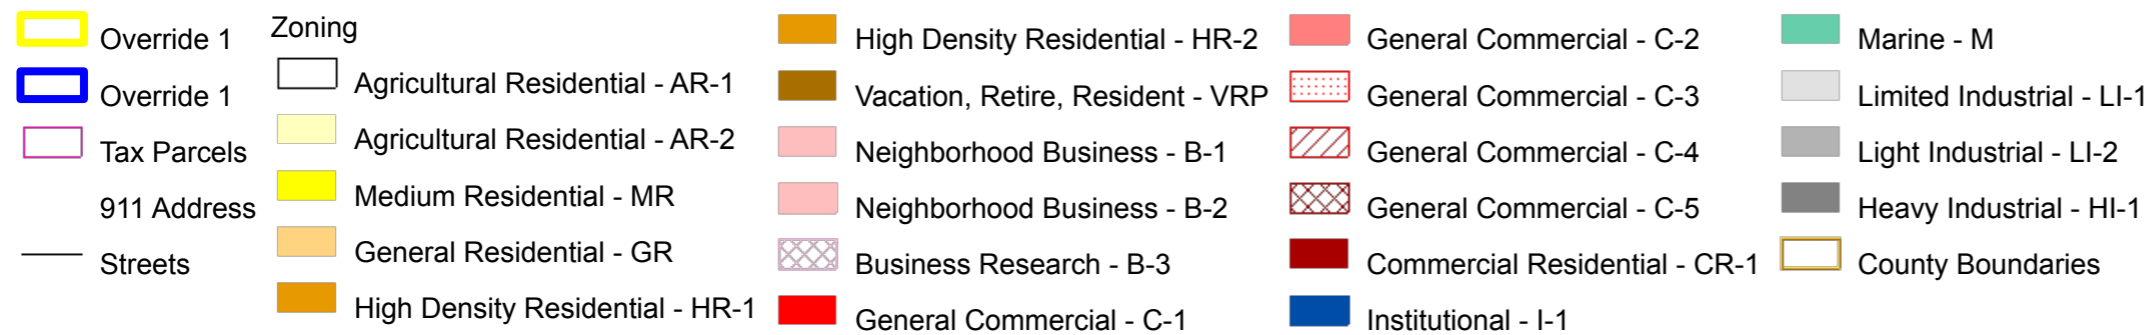 Override 1
Override 1
Tax Parcels
911 Address
Streets
Zoning
Agricultural Residential - AR-1
Agricultural Residential - AR-2
Medium Residential - MR
General Residential - GR
High Density Residential - HR-1
High Density Residential - HR-2
Vacation, Retire, Resident - VRP
Neighborhood Business - B-1
Neighborhood Business - B-2
Business Research - B-3
General Commercial - C-1
General Commercial - C-2
General Commercial - C-3
General Commercial - C-4
General Commercial - C-5
Commercial Residential - CR-1
Institutional - I-1
Marine - M
Limited Industrial - LI-1
Light Industrial - LI-2
Heavy Industrial - HI-1
County Boundaries